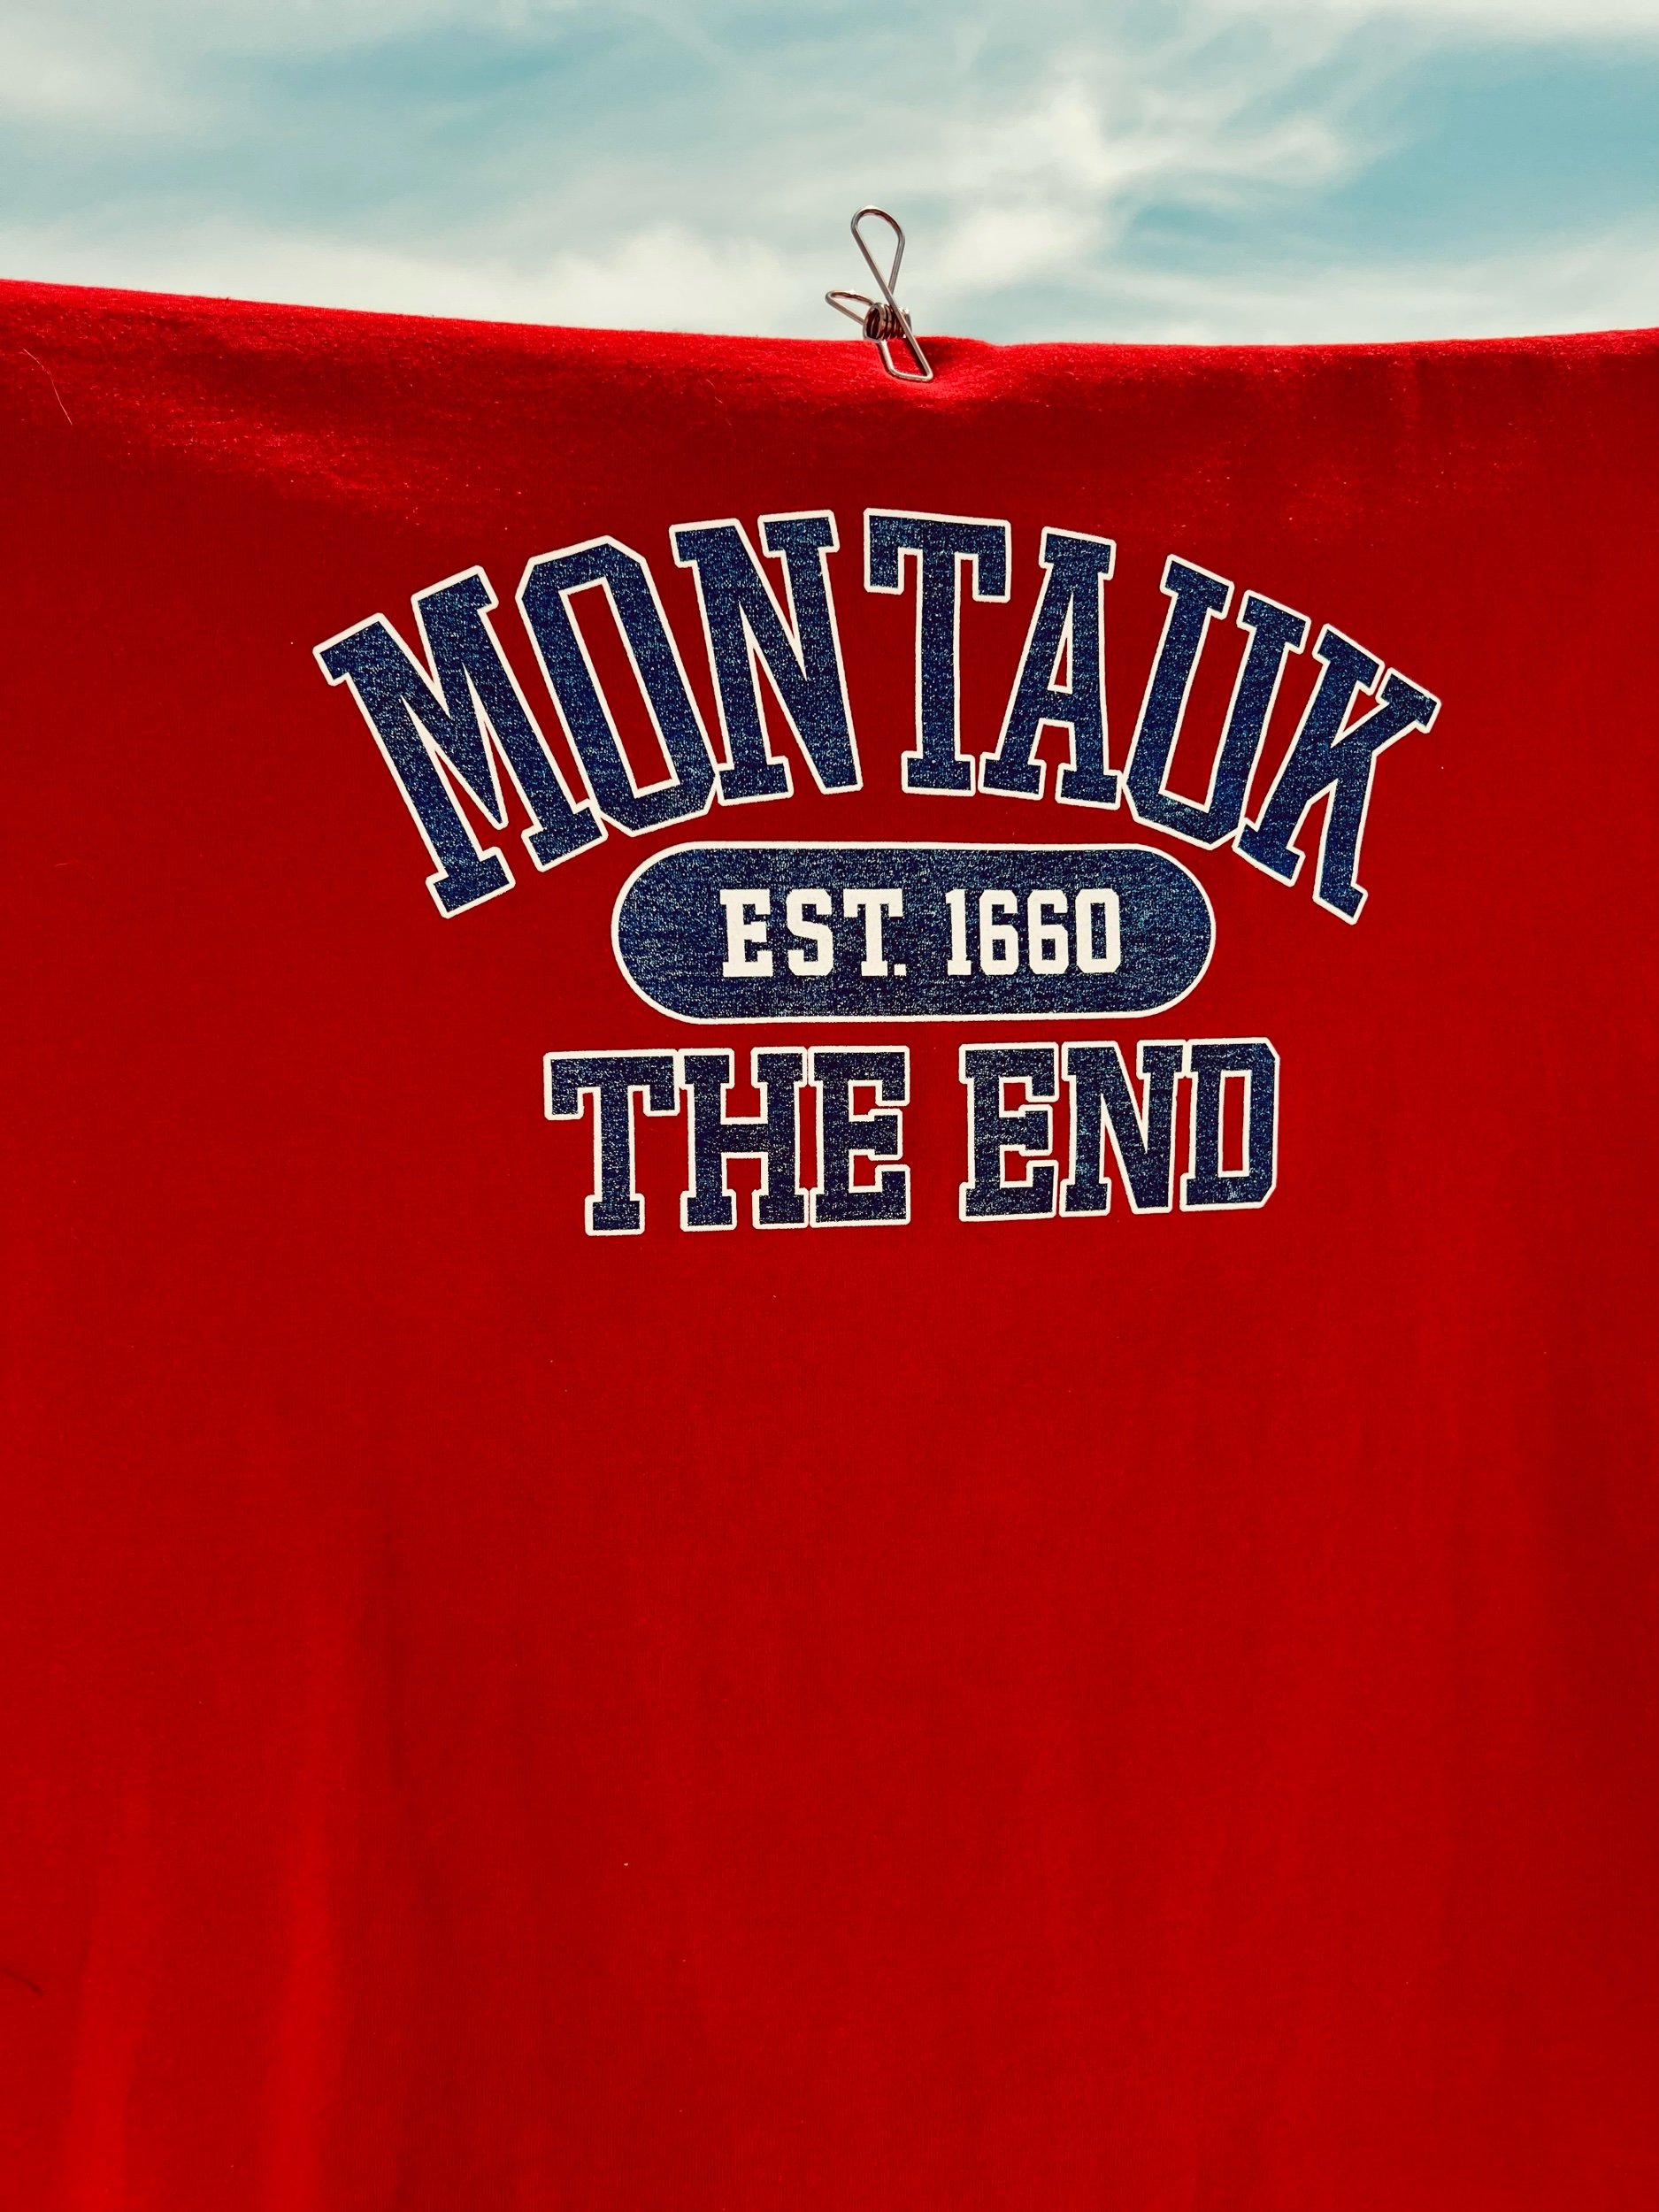 MONTAUK
EST. 1660
THE END